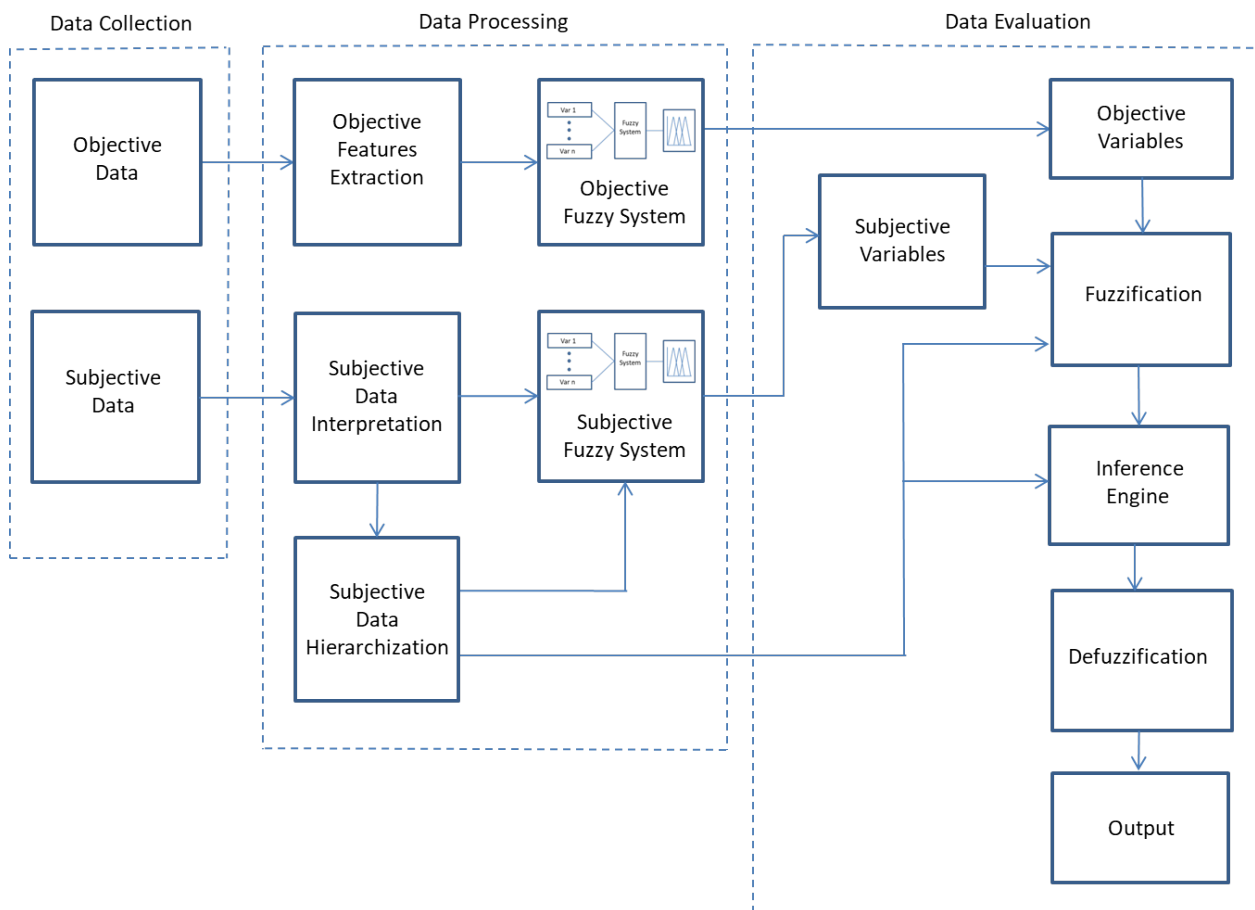 Data Collection
Data Processing
Data Evaluation
Objective
Data
Objective
Features
Extraction
Var 1
Var n
Fuzzy
System
Objective
Fuzzy System
Objective
Variables
Subjective
Variables
Fuzzification
Subjective
Data
Subjective
Data
Interpretation
Var 1
Var n
Fuzzy
System
Subjective
Fuzzy System
Inference
Engine
Subjective
Data
Hierarchization
Defuzzification
Output